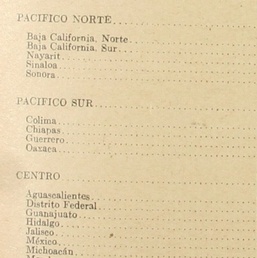 PACIFICO NORTE
Baja California, Norte
Baja California, Sur
Nayarit
Sinaloa
Sonora
PACIFICO SUR
Colima
Chiapas
Guerrero
Oaxaca
CENTRO
Aguascalientes
Distrito Federal
Guanajuato
Hidalgo
Jalisco
México
Michoacán